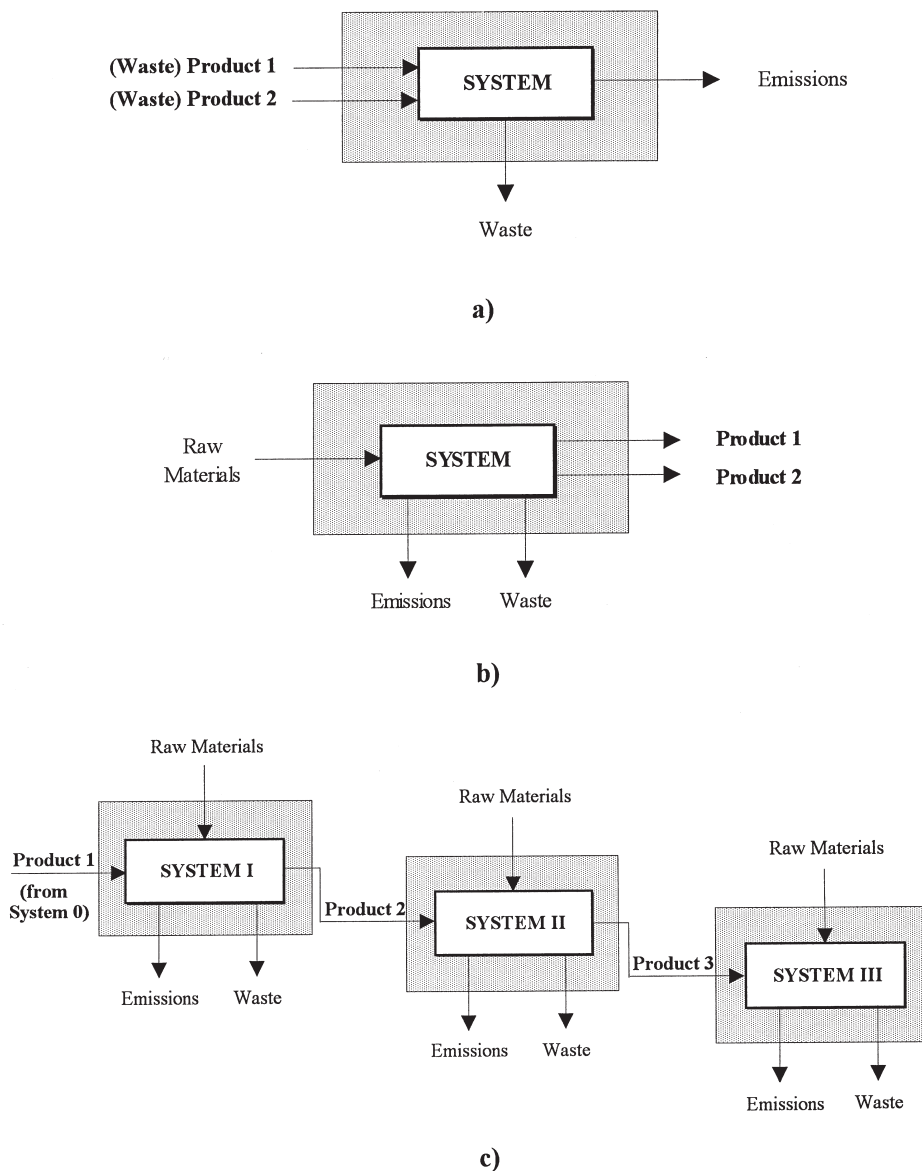 (Waste) Product 1
(Waste) Product 2
SYSTEM
Emissions
Waste
a)
Raw
Materials
SYSTEM
Product 1
Product 2
Emissions
Waste
b)
Raw Materials
Product 1
(from
System 0)
SYSTEM I
Emissions
Waste
Raw Materials
Product 2
SYSTEM II
Emissions
Waste
Raw Materials
Product 3
SYSTEM III
Emissions
Waste
c)